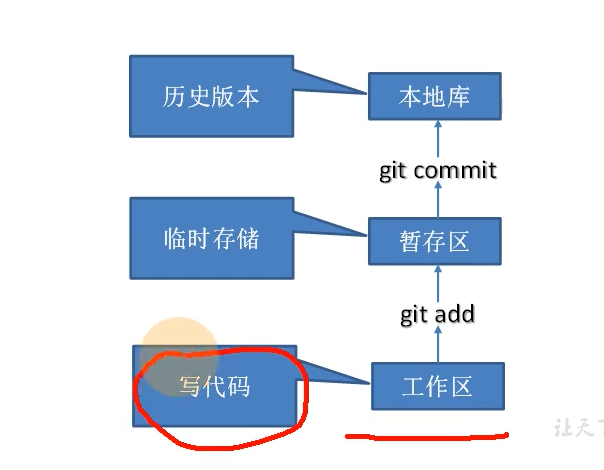 历史版本
本地库
git commit
临时存储
暂存区
git add
写代码
工作区
让天下